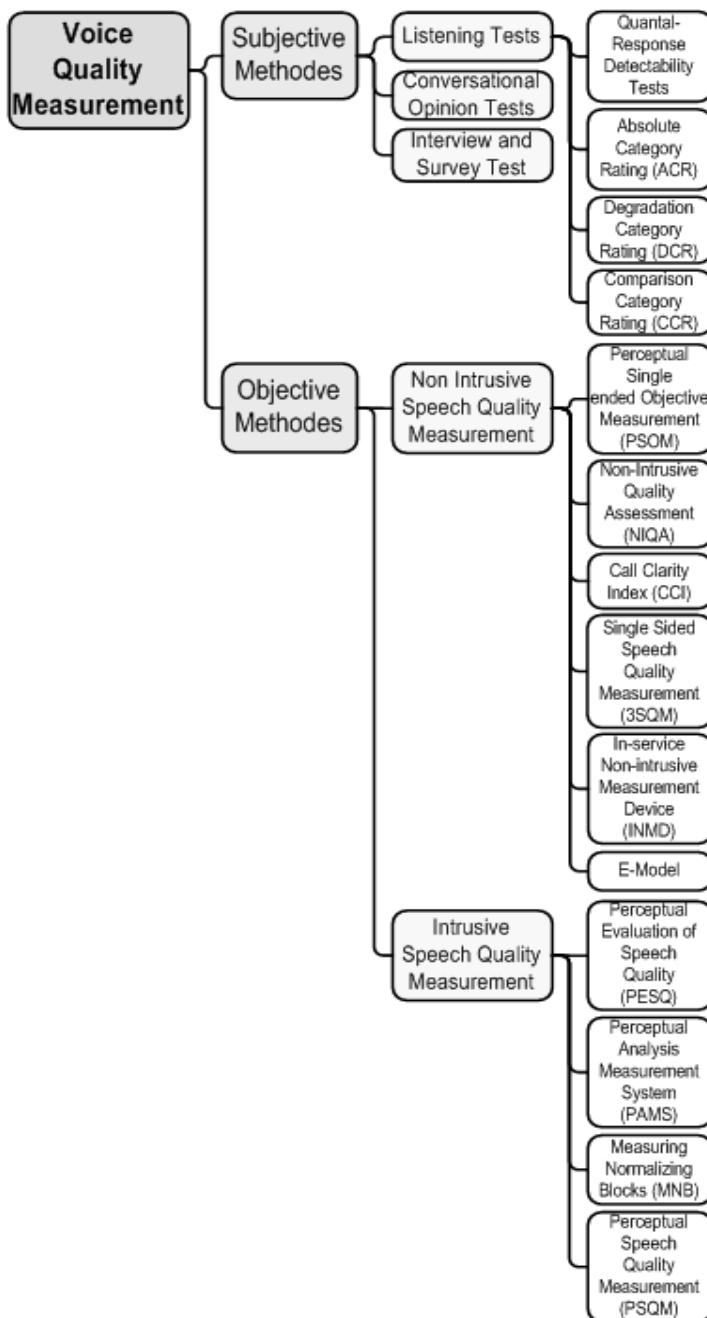 Voice
Quality
Measurement
Subjective
Methodes
Listening Tests
Conversational
Opinion Tests
Interview and
Survey Test
Quantal-
Response
Detectability
Tests
Absolute
Category
Rating (ACR)
Degradation
Category
Rating (DCR)
Comparison
Category
Rating (CCR)
Objective
Methodes
Non Intrusive
Speech Quality
Measurement
Perceptual
Single
ended Objective
Measurement
(PSOM)
Non-Intrusive
Quality
Assessment
(NIQA)
Call Clarity
Index (CCI)
Single Sided
Speech
Quality
Measurement
(3SQM)
In-service
Non-intrusive
Measurement
Device
(INMD)
E-Model
Intrusive
Speech Quality
Measurement
Perceptual
Evaluation of
Speech
Quality
(PESQ)
Perceptual
Analysis
Measurement
System
(PAMS)
Measuring
Normalizing
Blocks (MNB)
Perceptual
Speech
Quality
Measurement
(PSQM)